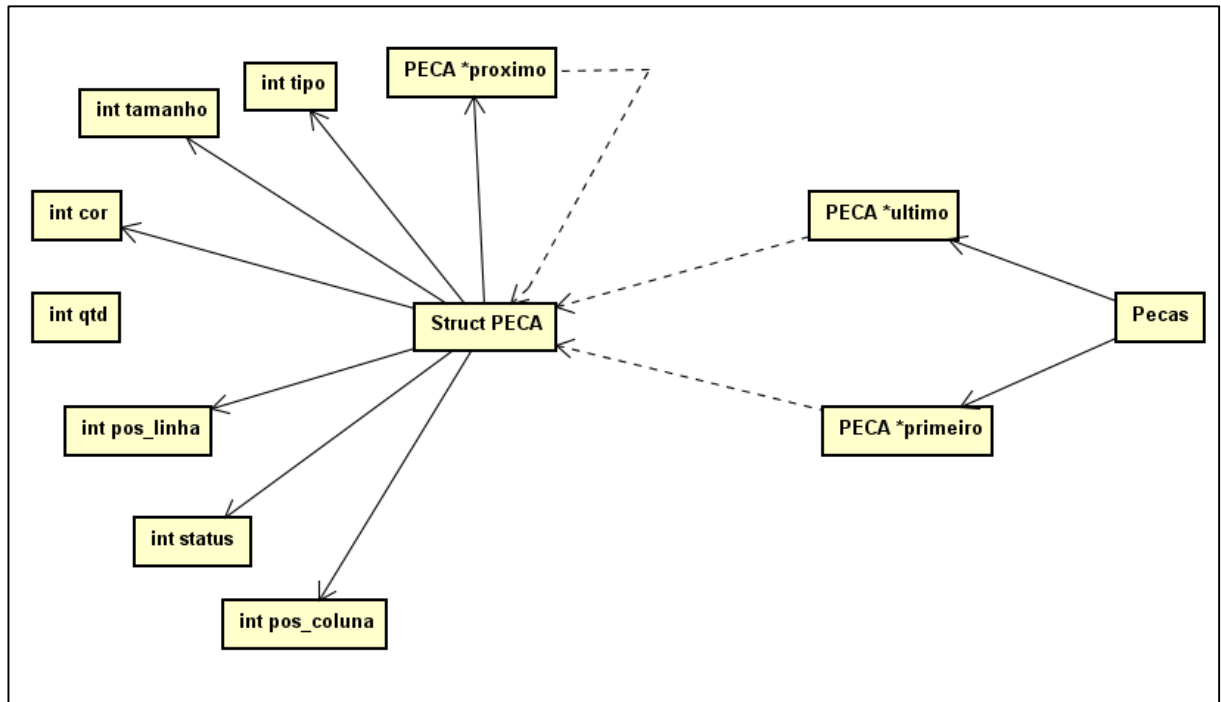 PECA *proximo
int tipo
int tamanho
int cor
PECA *ultimo
int qtd
Struct PECA
Pecas
int pos_linha
PECA *primeiro
int status
int pos_coluna